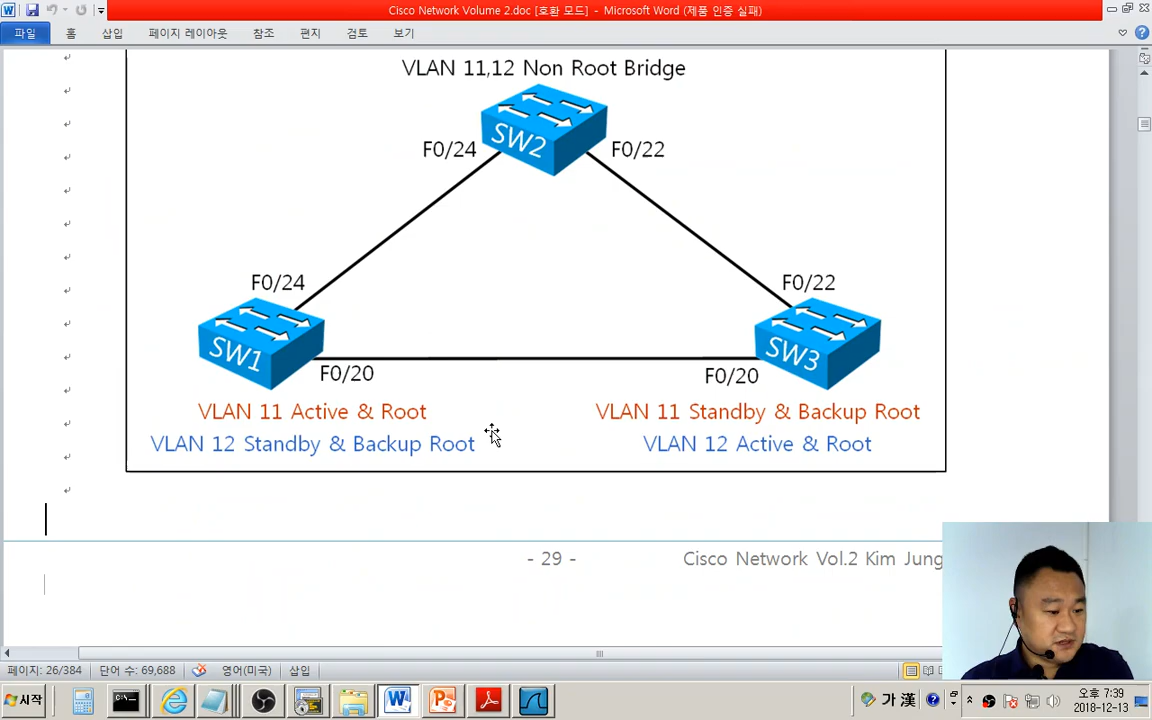 Cisco Network Volume 2.doc [호환 모드] - Microsoft Word (제품 인증 실패)
파일 홈 삽입 페이지 레이아웃 참조 편지 검토 보기
VLAN 11,12 Non Root Bridge
SW2
F0/24 F0/22
F0/24 F0/22
SW1 SW3
F0/20 F0/20
VLAN 11 Active & Root VLAN 11 Standby & Backup Root
VLAN 12 Standby & Backup Root VLAN 12 Active & Root
- 29 - Cisco Network Vol.2 Kim Jung
페이지: 26/384 단어 수: 69,688 영어(미국) 삽입
시작 가 漢 오후 7:39
2018-12-13